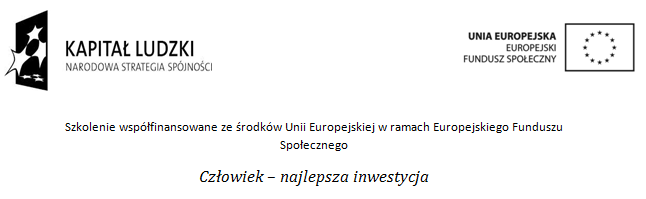 KAPITAŁ LUDZKI
NARODOWA STRATEGIA SPÓJNOŚCI
UNIA EUROPEJSKA
EUROPEJSKI
FUNDUSZ SPOŁECZNY
Szkolenie współfinansowane ze środków Unii Europejskiej w ramach Europejskiego Funduszu
Społecznego
Człowiek – najlepsza inwestycja